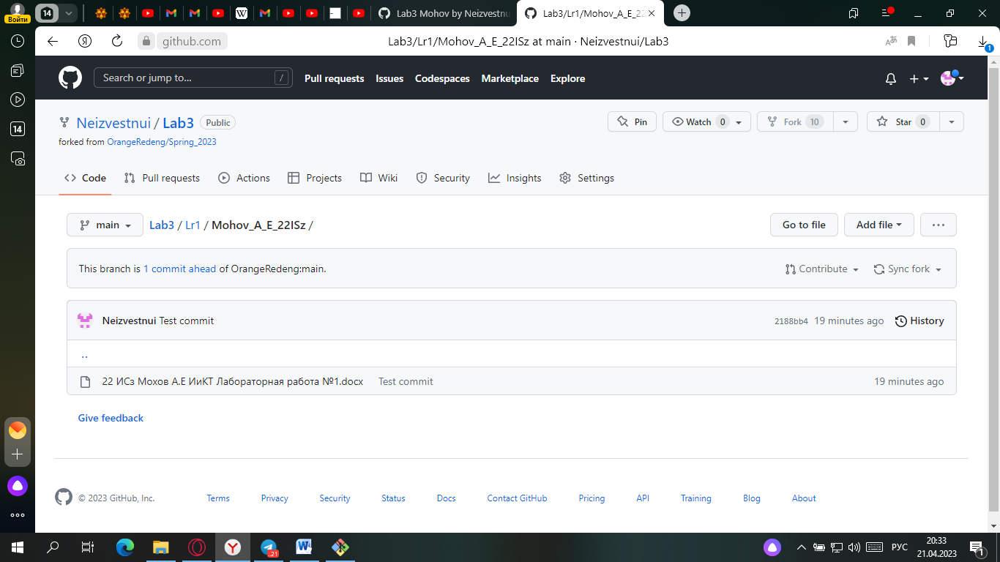 Войти
14
Lab3 Mohov by Neizvestnu
Lab3/Lr1/Mohov_A_E_22
github.com
Lab3/Lr1/Mohov_A_E_22ISz at main · Neizvestnui/Lab3
1
Search or jump to...
/
Pull requests
Issues
Codespaces
Marketplace
Explore
14
Neizvestnui / Lab3
Public
Pin
Watch 0
Fork 10
Star 0
forked from OrangeRedeng/Spring_2023
Code
Pull requests
Actions
Projects
Wiki
Security
Insights
Settings
main
Lab3 / Lr1 / Mohov_A_E_22ISz /
Go to file
Add file
This branch is 1 commit ahead of OrangeRedeng:main.
Contribute
Sync fork
Neizvestnui Test commit
2188bb4 19 minutes ago
History
..
22 ИСз Мохов А.Е ИиКТ Лабораторная работа №1.docx
Test commit
19 minutes ago
Give feedback
© 2023 GitHub, Inc.
Terms
Privacy
Security
Status
Docs
Contact GitHub
Pricing
API
Training
Blog
About
21
РУС
20:33
21.04.2023
1